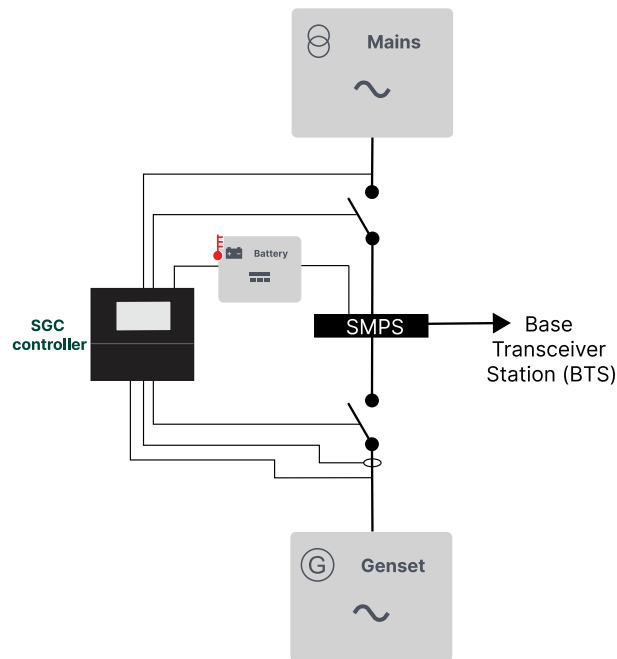 Mains
Battery
SGC
controller
SMPS
Base
Transceiver
Station (BTS)
G
Genset